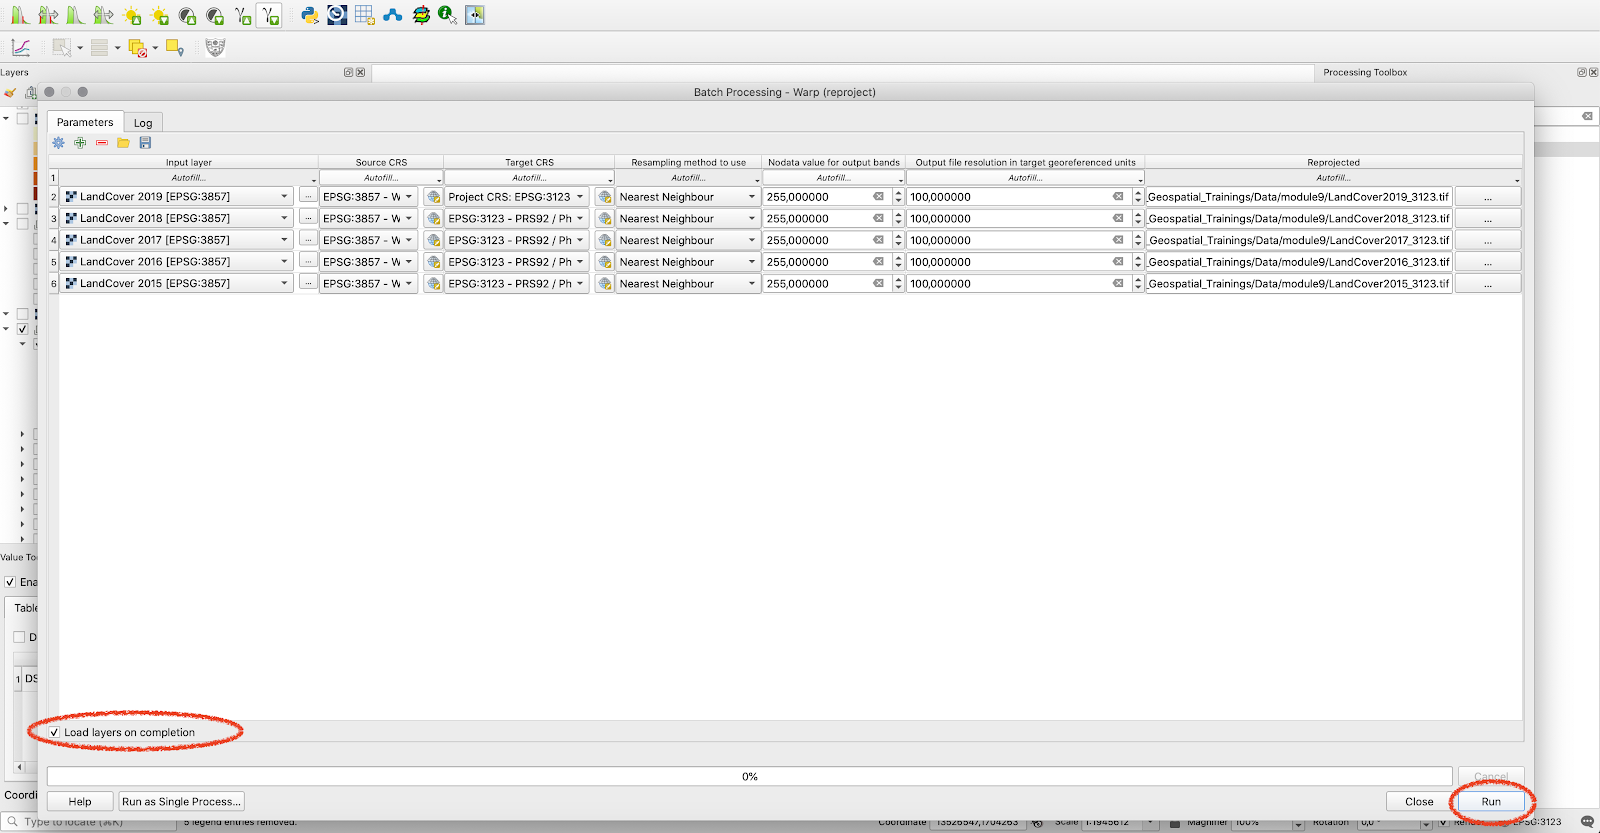 Layers
Processing Toolbox
Batch Processing - Warp (reproject)
Parameters Log
Input layer Source CRS Target CRS Resampling method to use Nodata value for output bands Output file resolution in target georeferenced units Reprojected
1 Autofill... Autofill... Autofill... Autofill... Autofill... Autofill... Autofill...
2 LandCover 2019 [EPSG:3857] ... EPSG:3857 - W Project CRS: EPSG:3123 Nearest Neighbour 255,000000 100,000000 _Geospatial_Trainings/Data/module9/LandCover2019_3123.tif ...
3 LandCover 2018 [EPSG:3857] ... EPSG:3857 - W EPSG:3123 - PRS92 / Ph Nearest Neighbour 255,000000 100,000000 _Geospatial_Trainings/Data/module9/LandCover2018_3123.tif ...
4 LandCover 2017 [EPSG:3857] ... EPSG:3857 - W EPSG:3123 - PRS92 / Ph Nearest Neighbour 255,000000 100,000000 _Geospatial_Trainings/Data/module9/LandCover2017_3123.tif ...
5 LandCover 2016 [EPSG:3857] ... EPSG:3857 - W EPSG:3123 - PRS92 / Ph Nearest Neighbour 255,000000 100,000000 _Geospatial_Trainings/Data/module9/LandCover2016_3123.tif ...
6 LandCover 2015 [EPSG:3857] ... EPSG:3857 - W EPSG:3123 - PRS92 / Ph Nearest Neighbour 255,000000 100,000000 _Geospatial_Trainings/Data/module9/LandCover2015_3123.tif ...
Value Too
Ena
Table
D
1 DS
Load layers on completion
0%
Cancel
Coordi
Help Run as Single Process... Close Run
Type to locate (⌘K) 5 legend entries removed. Coordinate 13526547,1704263 Scale 1:1945612 Magnifier 100% Rotation 0,0 ° EPSG:3123